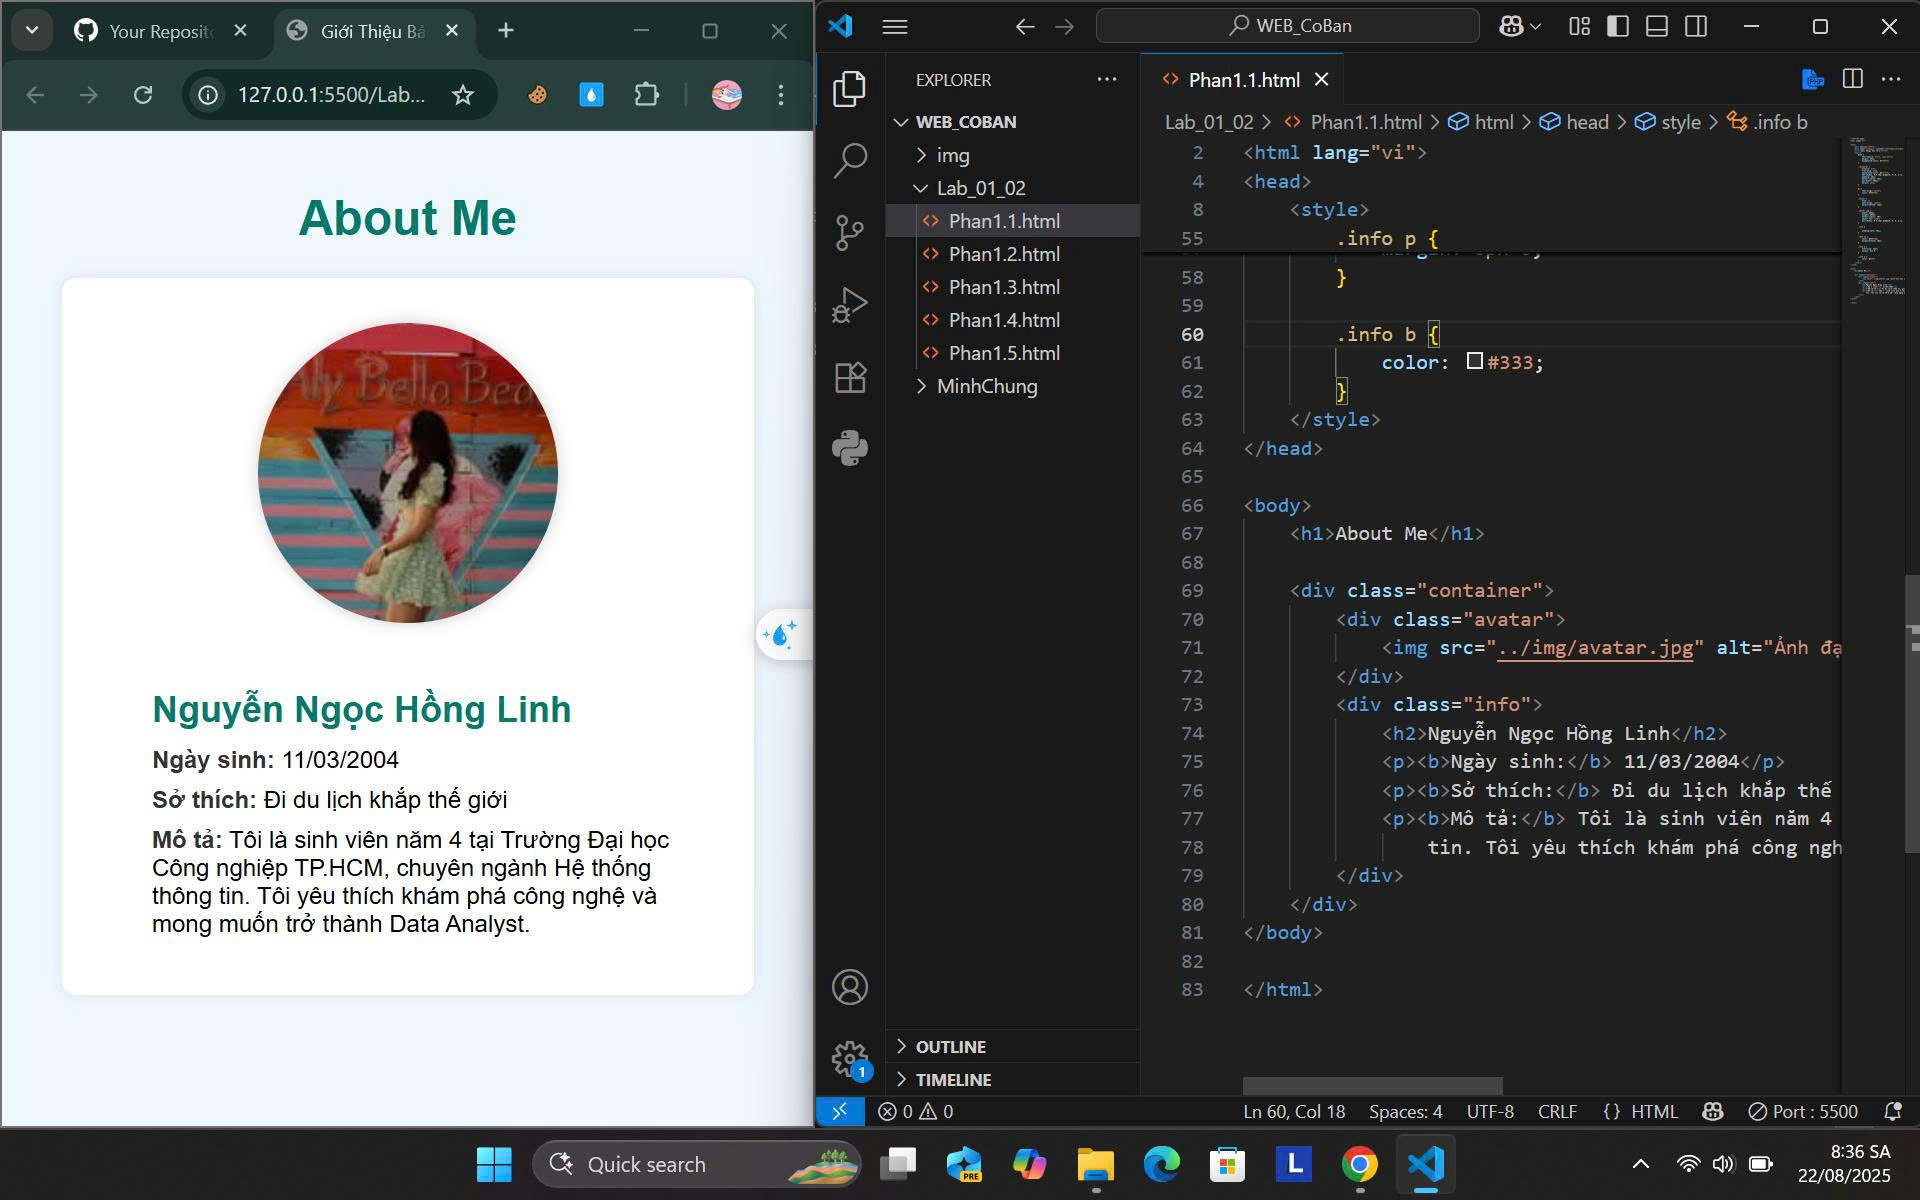 Your Reposit
Giới Thiệu Bả
127.0.0.1:5500/Lab...
About Me
Nguyễn Ngọc Hồng Linh
Ngày sinh: 11/03/2004
Sở thích: Đi du lịch khắp thế giới
Mô tả: Tôi là sinh viên năm 4 tại Trường Đại học
Công nghiệp TP.HCM, chuyên ngành Hệ thống
thông tin. Tôi yêu thích khám phá công nghệ và
mong muốn trở thành Data Analyst.
WEB_CoBan
EXPLORER
WEB_COBAN
img
Lab_01_02
Phan1.1.html
Phan1.2.html
Phan1.3.html
Phan1.4.html
Phan1.5.html
MinhChung
OUTLINE
TIMELINE
1
Phan1.1.html
PHP
Lab_01_02 > Phan1.1.html > html > head > style > .info b
2 <html lang="vi">
4 <head>
8 <style>
55 .info p {
58 }
59
60 .info b {
61 color: #333;
62 }
63 </style>
64 </head>
65
66 <body>
67 <h1>About Me</h1>
68
69 <div class="container">
70 <div class="avatar">
71 <img src="../img/avatar.jpg" alt="Ảnh đạ
72 </div>
73 <div class="info">
74 <h2>Nguyễn Ngọc Hồng Linh</h2>
75 <p><b>Ngày sinh:</b> 11/03/2004</p>
76 <p><b>Sở thích:</b> Đi du lịch khắp thế
77 <p><b>Mô tả:</b> Tôi là sinh viên năm 4
78 tin. Tôi yêu thích khám phá công ngh
79 </div>
80 </div>
81 </body>
82
83 </html>
0 0
Ln 60, Col 18 Spaces: 4 UTF-8 CRLF {} HTML Port : 5500
Quick search
PRE
L
8:36 SA
22/08/2025